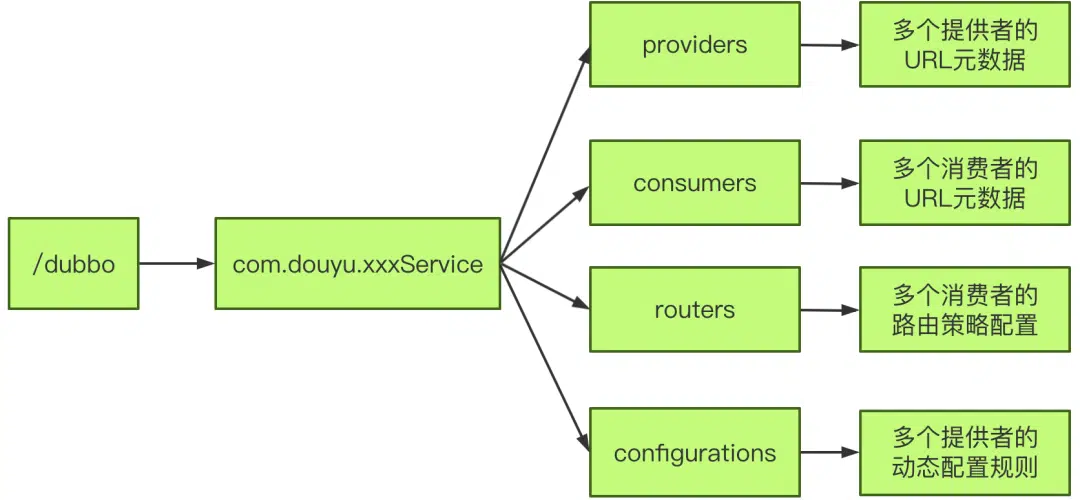 /dubbo
com.douyu.xxxService
providers
多个提供者的
URL元数据
consumers
多个消费者的
URL元数据
routers
多个消费者的
路由策略配置
configurations
多个提供者的
动态配置规则